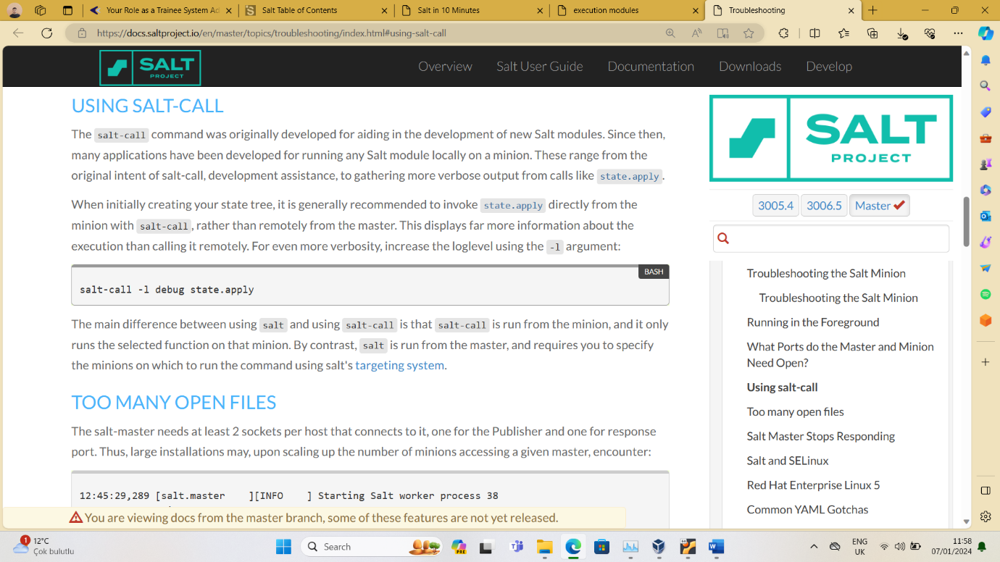 Your Role as a Trainee System Ad
Salt Table of Contents
Salt in 10 Minutes
execution modules
Troubleshooting
https://docs.saltproject.io/en/master/topics/troubleshooting/index.html#using-salt-call
SALT
PROJECT
Overview
Salt User Guide
Documentation
Downloads
Develop
USING SALT-CALL
The salt-call command was originally developed for aiding in the development of new Salt modules. Since then,
many applications have been developed for running any Salt module locally on a minion. These range from the
original intent of salt-call, development assistance, to gathering more verbose output from calls like state.apply.
When initially creating your state tree, it is generally recommended to invoke state.apply directly from the
minion with salt-call, rather than remotely from the master. This displays far more information about the
execution than calling it remotely. For even more verbosity, increase the loglevel using the -l argument:
BASH
salt-call -l debug state.apply
The main difference between using salt and using salt-call is that salt-call is run from the minion, and it only
runs the selected function on that minion. By contrast, salt is run from the master, and requires you to specify
the minions on which to run the command using salt's targeting system.
TOO MANY OPEN FILES
The salt-master needs at least 2 sockets per host that connects to it, one for the Publisher and one for response
port. Thus, large installations may, upon scaling up the number of minions accessing a given master, encounter:
12:45:29,289 [salt.master    ][INFO    ] Starting Salt worker process 38
You are viewing docs from the master branch, some of these features are not yet released.
SALT
PROJECT
3005.4
3006.5
Master
Troubleshooting the Salt Minion
Troubleshooting the Salt Minion
Running in the Foreground
What Ports do the Master and Minion
Need Open?
Using salt-call
Too many open files
Salt Master Stops Responding
Salt and SELinux
Red Hat Enterprise Linux 5
Common YAML Gotchas
1
12°C
Çok bulutlu
Search
PRE
ENG
UK
11:58
07/01/2024